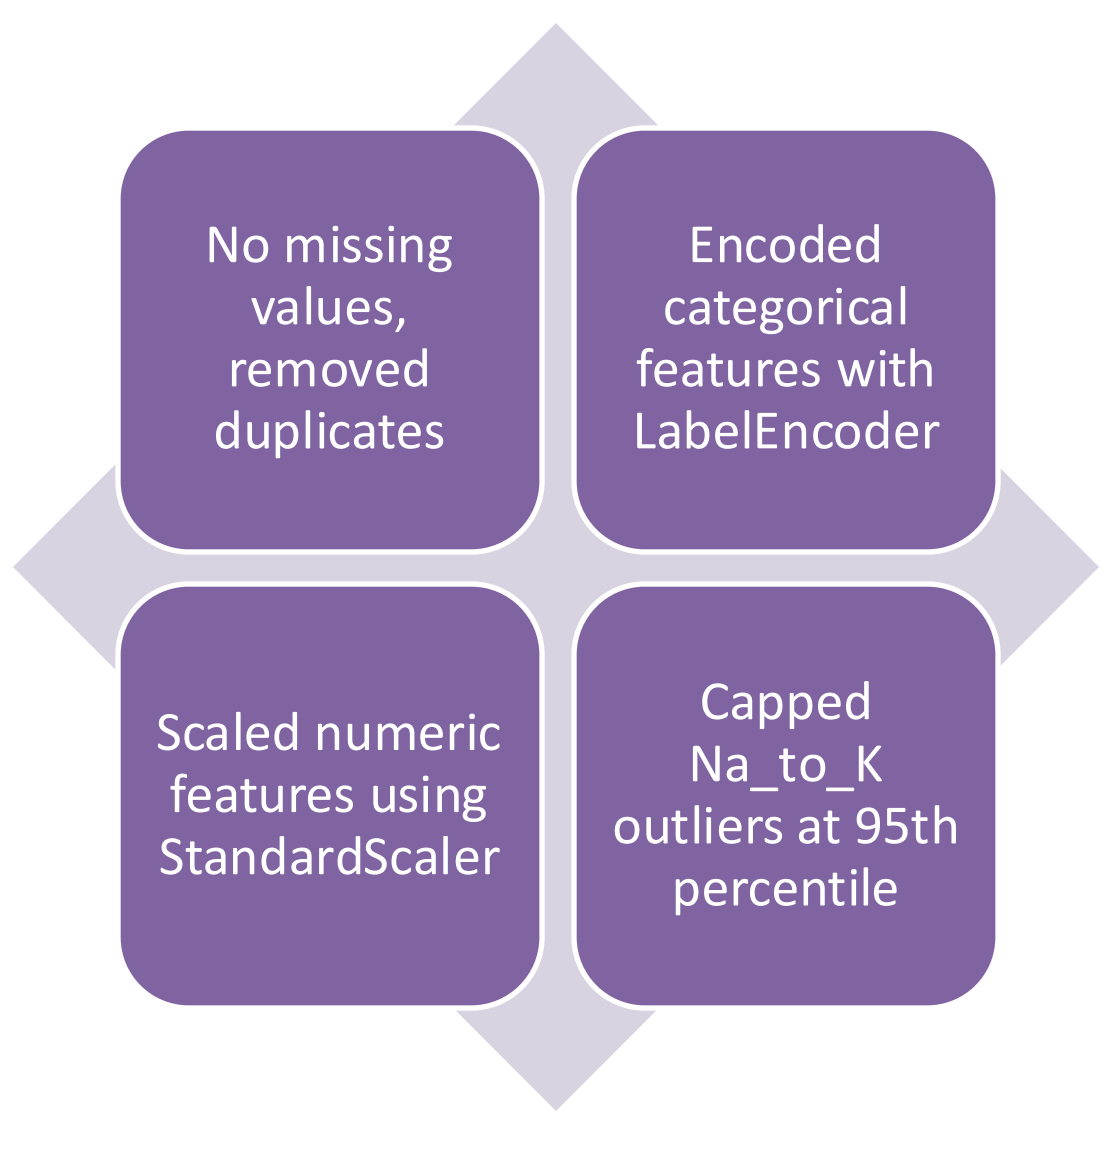 No missing
values,
removed
duplicates
Encoded
categorical
features with
LabelEncoder
Scaled numeric
features using
StandardScaler
Capped
Na_to_K
outliers at 95th
percentile